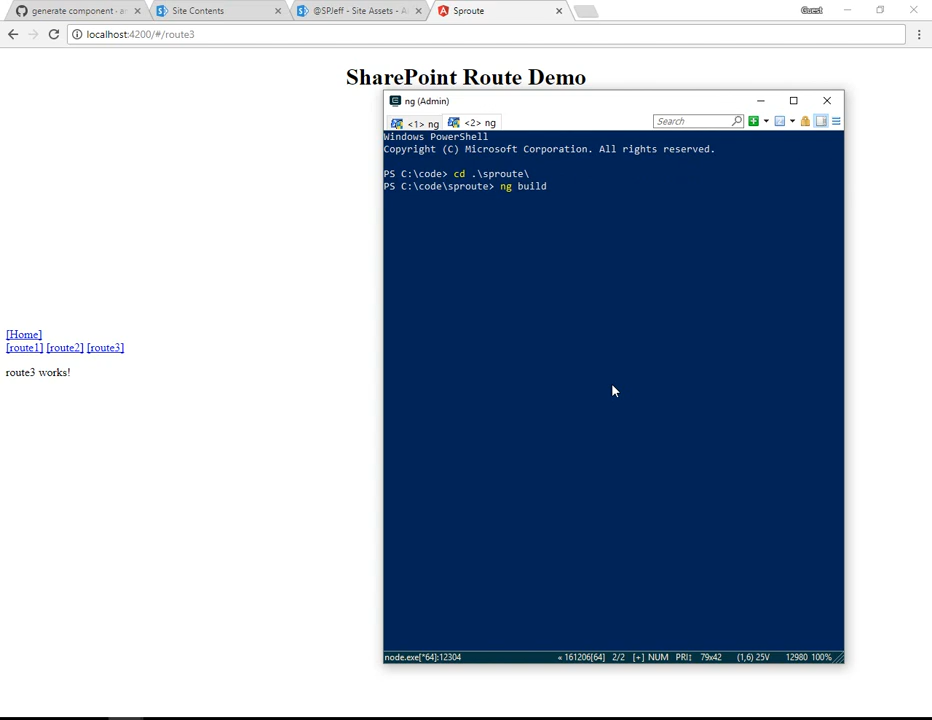 generate component - a
Site Contents
@SPJeff - Site Assets - A
Sproute
Guest
localhost:4200/#/route3
SharePoint Route Demo
[Home]
[route1] [route2] [route3]
route3 works!
ng (Admin)
<1> ng
<2> ng
Search
Windows PowerShell
Copyright (C) Microsoft Corporation. All rights reserved.
PS C:\code> cd .\sproute\
PS C:\code\sproute> ng build
node.exe[*64]:12304
« 161206[64] 2/2 [+] NUM PRI↕ 79x42 (1,6) 25V 12980 100%